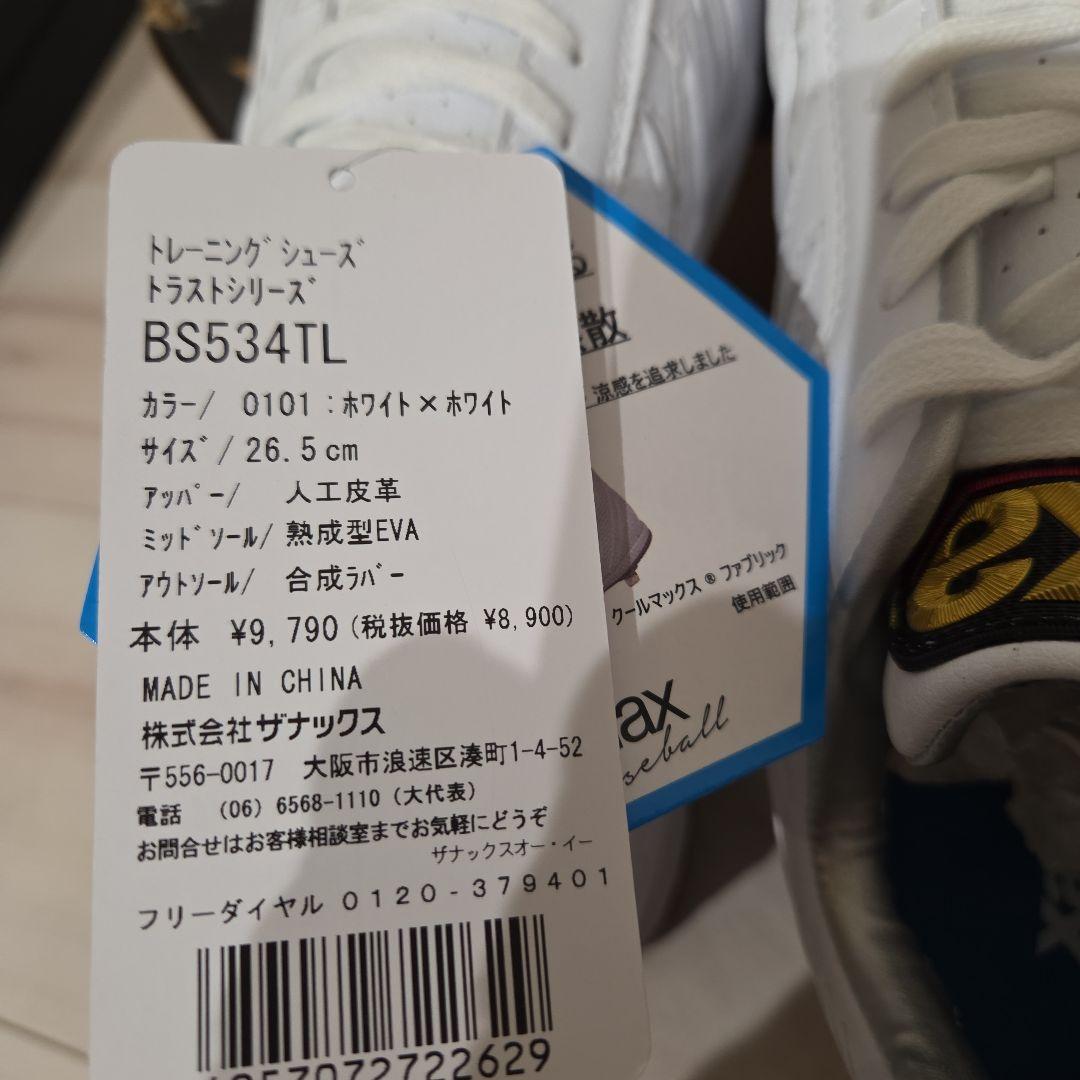 トレーニングシューズ
トラストシリーズ
BS534TL
カラー/ 0101：ホワイト×ホワイト
サイズ/26.5cm
アッパー/ 人工皮革
ミッドソール/ 熟成型EVA
アウトソール/ 合成ラバー
本体 ¥9,790(税抜価格 ¥8,900)
MADE IN CHINA
株式会社ザナックス
〒556-0017 大阪市浪速区湊町1-4-52
電話 (06) 6568-1110 (大代表)
お問合せはお客様相談室までお気軽にどうぞ
ザナックスオー・イー
フリーダイヤル 0120-379401
散
涼感を追求しました
クールマックス®ファブリック
使用範囲
ax
seball